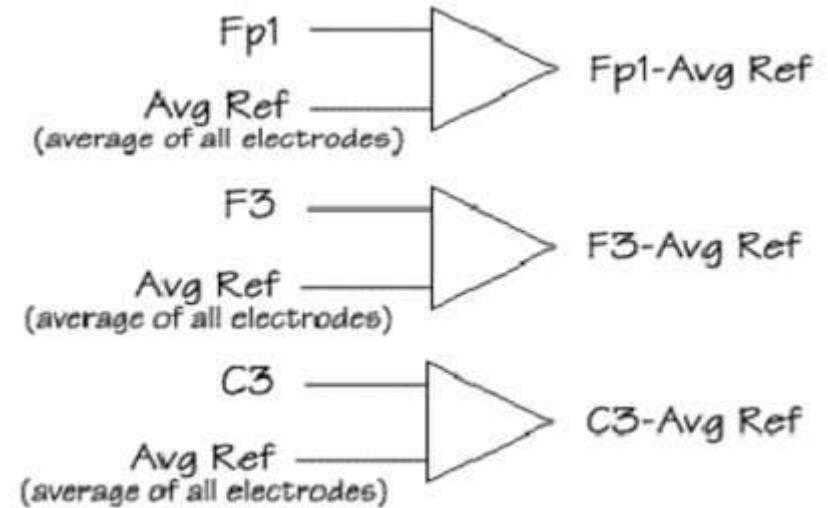 Fp1
Avg Ref
(average of all electrodes)
Fp1-Avg Ref
F3
Avg Ref
(average of all electrodes)
F3-Avg Ref
C3
Avg Ref
(average of all electrodes)
C3-Avg Ref